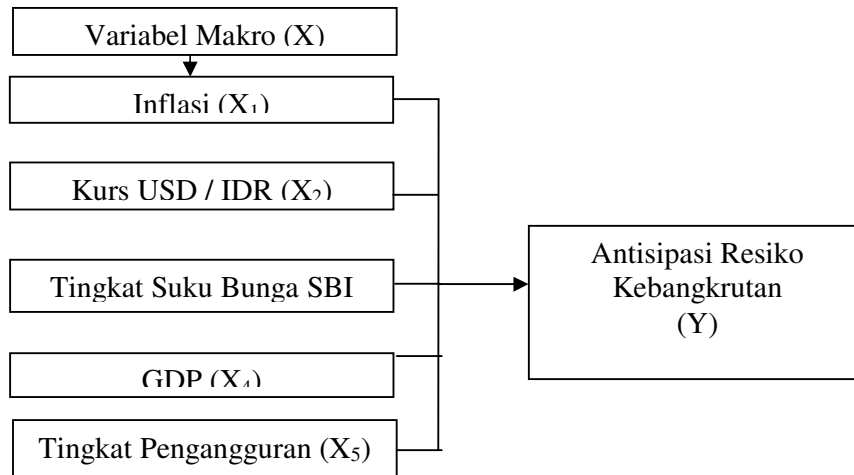 Variabel Makro (X)
Inflasi (X₁)
Kurs USD / IDR (X₂)
Tingkat Suku Bunga SBI
GDP (X₄)
Tingkat Pengangguran (X₅)
Antisipasi Resiko
Kebangkrutan
(Y)